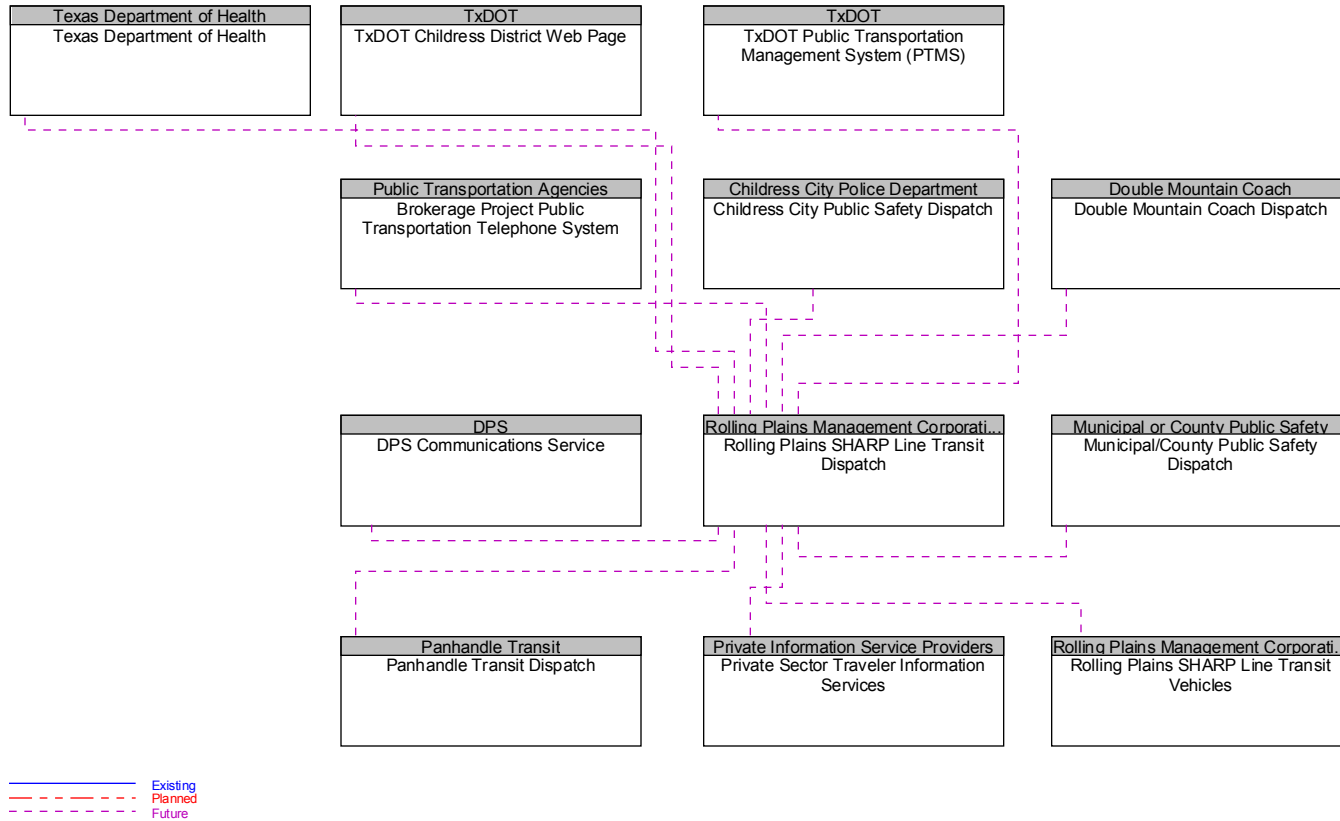 Texas Department of Health
Texas Department of Health
TxDOT
TxDOT Childress District Web Page
TxDOT
TxDOT Public Transportation
Management System (PTMS)
Public Transportation Agencies
Brokerage Project Public
Transportation Telephone System
Childress City Police Department
Childress City Public Safety Dispatch
Double Mountain Coach
Double Mountain Coach Dispatch
DPS
DPS Communications Service
Rolling Plains Management Corporati...
Rolling Plains SHARP Line Transit
Dispatch
Municipal or County Public Safety
Municipal/County Public Safety
Dispatch
Panhandle Transit
Panhandle Transit Dispatch
Private Information Service Providers
Private Sector Traveler Information
Services
Rolling Plains Management Corporati...
Rolling Plains SHARP Line Transit
Vehicles
Existing
Planned
Future